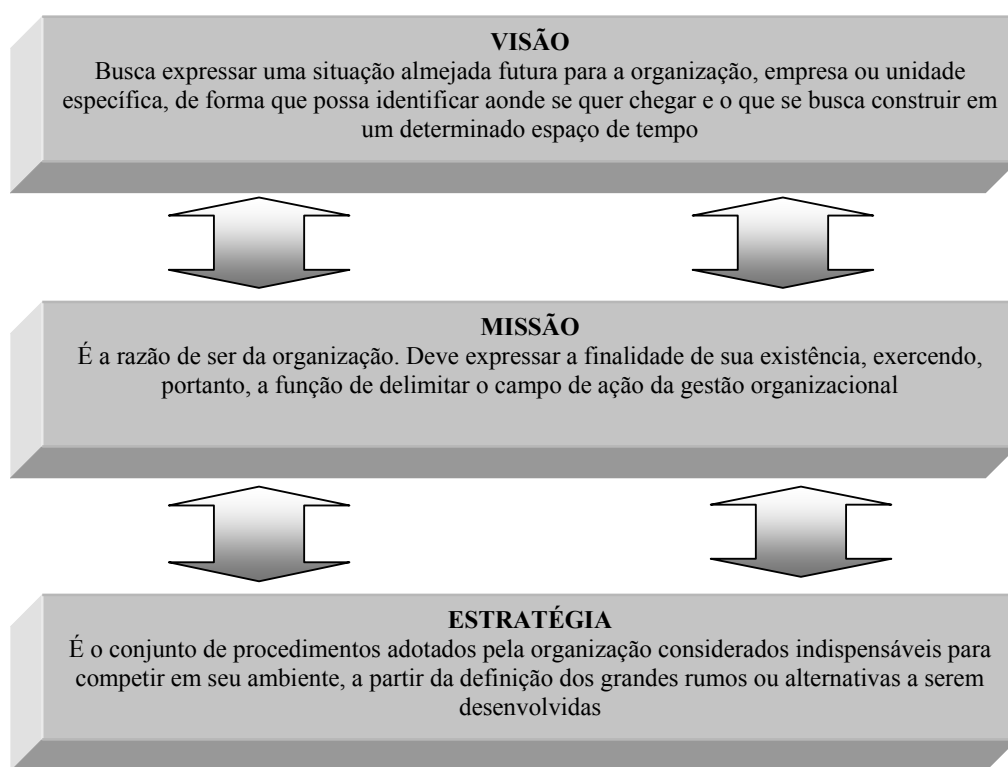 VISÃO
Busca expressar uma situação almejada futura para a organização, empresa ou unidade
específica, de forma que possa identificar aonde se quer chegar e o que se busca construir em
um determinado espaço de tempo
MISSÃO
É a razão de ser da organização. Deve expressar a finalidade de sua existência, exercendo,
portanto, a função de delimitar o campo de ação da gestão organizacional
ESTRATÉGIA
É o conjunto de procedimentos adotados pela organização considerados indispensáveis para
competir em seu ambiente, a partir da definição dos grandes rumos ou alternativas a serem
desenvolvidas